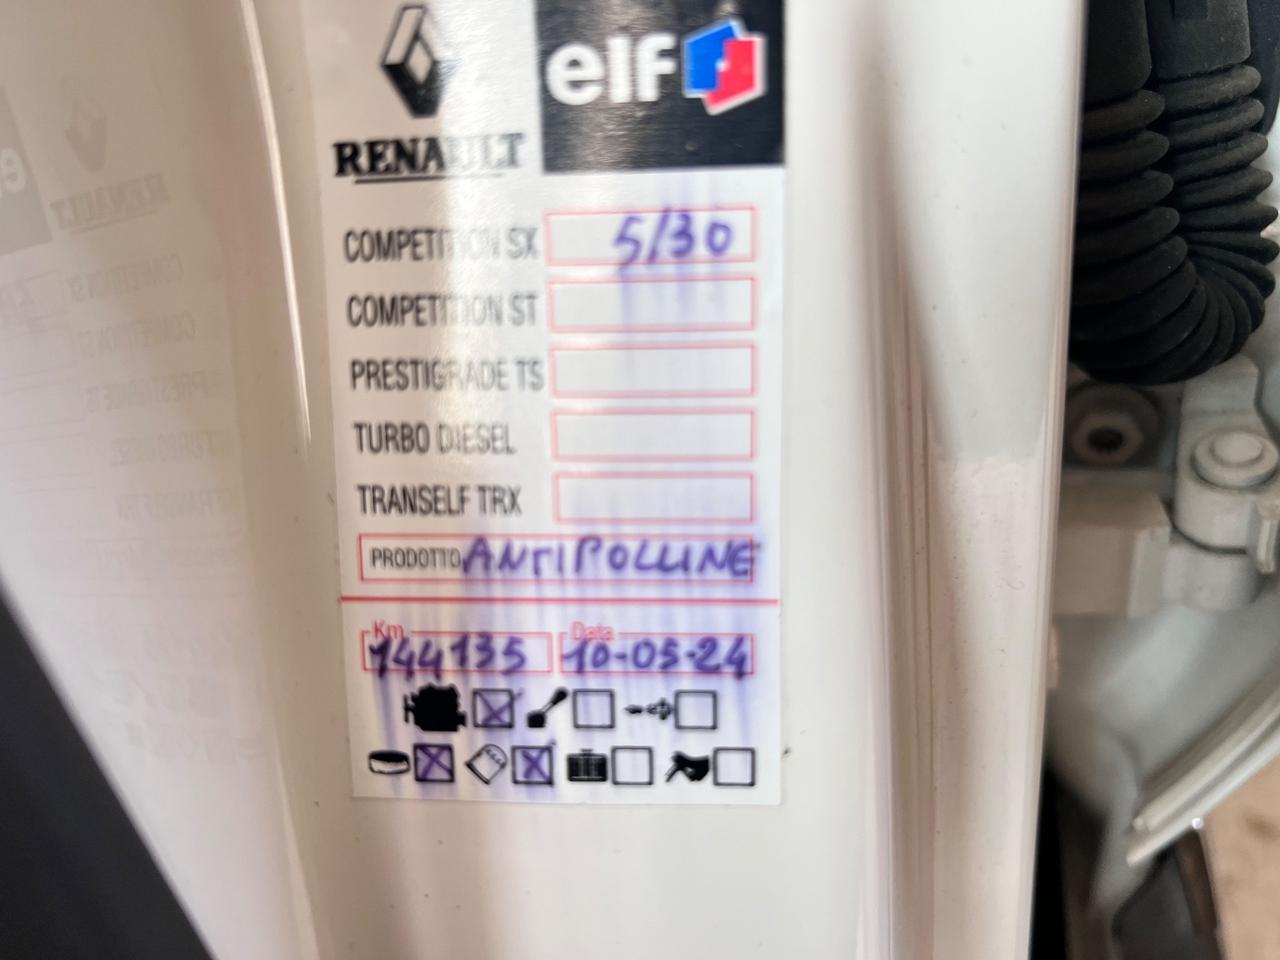 elf
RENAULT
COMPETITION SX 5/30
COMPETITION ST
PRESTIGRADE TS
TURBO DIESEL
TRANSELF TRX
PRODOTTO ANTIPOLLINE
Km Data
144135 10-05-24